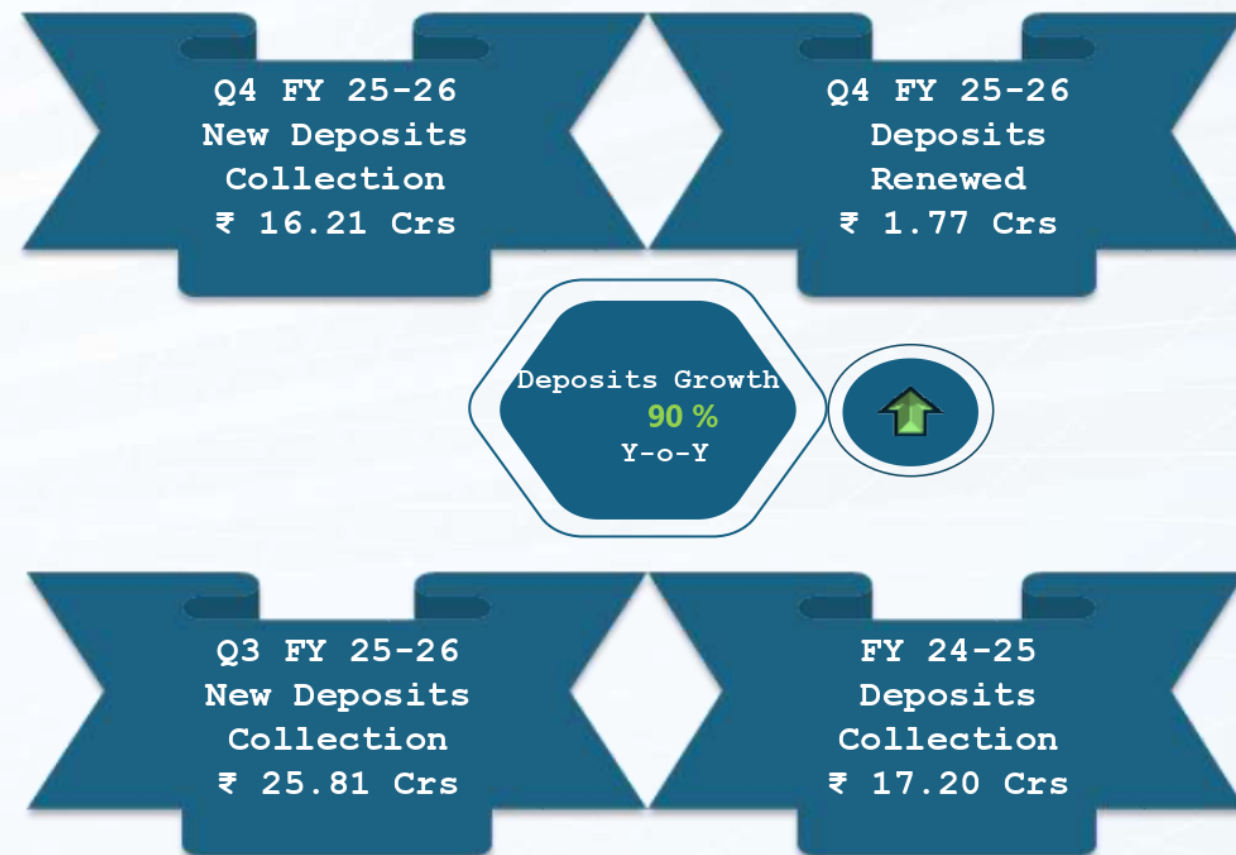 Q4 FY 25-26
New Deposits
Collection
₹ 16.21 Crs
Q4 FY 25-26
Deposits
Renewed
₹ 1.77 Crs
Deposits Growth
90 %
Y-o-Y
Q3 FY 25-26
New Deposits
Collection
₹ 25.81 Crs
FY 24-25
Deposits
Collection
₹ 17.20 Crs